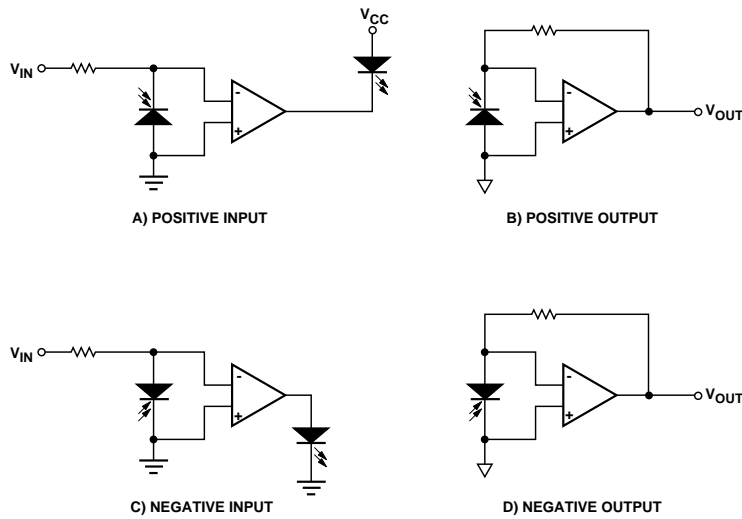 V_CC
V_IN
-
+
A) POSITIVE INPUT
-
+
V_OUT
B) POSITIVE OUTPUT
V_IN
-
+
C) NEGATIVE INPUT
-
+
V_OUT
D) NEGATIVE OUTPUT